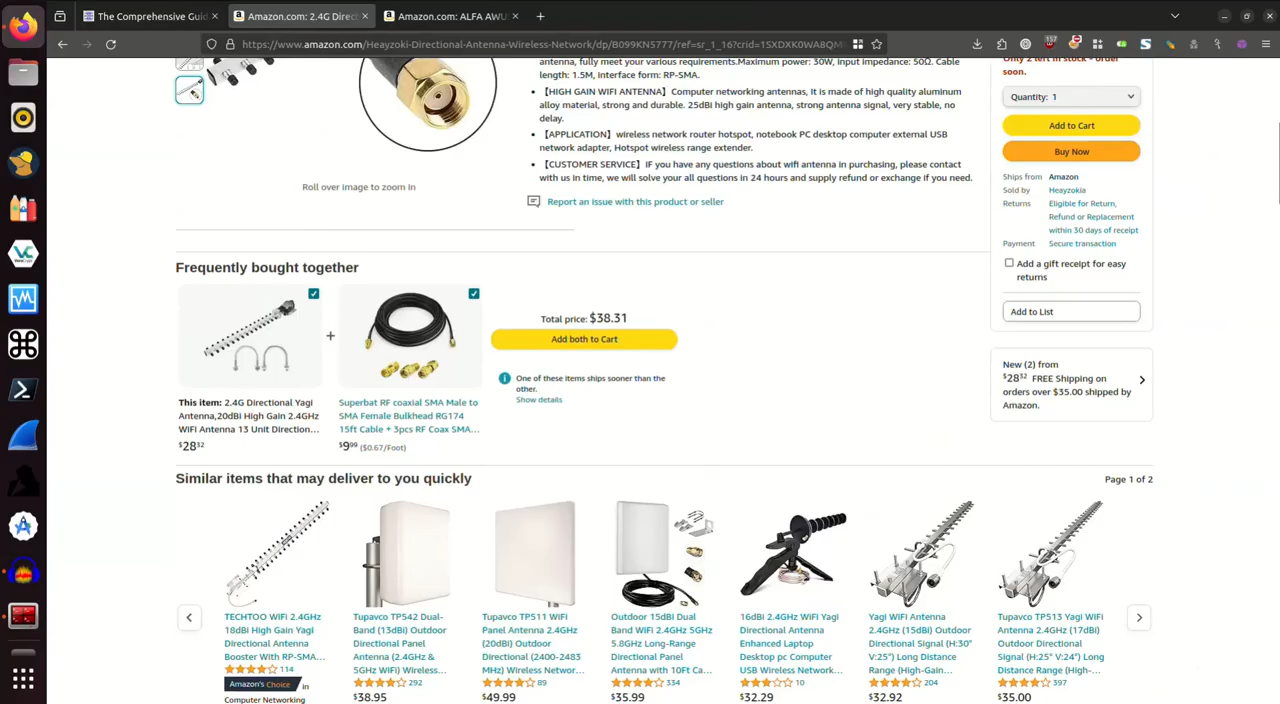 The Comprehensive Guid
Amazon.com: 2.4G Direct
Amazon.com: ALFA AWU
https://www.amazon.com/Heayzoki-Directional-Antenna-Wireless-Network/dp/B099KN5777/ref=sr_1_16?crid=1SXDXK0WA8QM
157
antenna, fully meet your various requirements.Maximum power: 30W, input impedance: 50Ω. Cable
length: 1.5M, interface form: RP-SMA.
【HIGH GAIN WIFI ANTENNA】Computer networking antennas, It is made of high quality aluminum
alloy material, strong and durable. 25dBi high gain antenna, strong antenna signal, very stable, no
delay.
【APPLICATION】wireless network router hotspot, notebook PC desktop computer external USB
network adapter, Hotspot wireless range extender.
【CUSTOMER SERVICE】IF you have any questions about wifi antenna in purchasing, please contact
with us in time, we will solve your all questions in 24 hours and supply refund or exchange if you need.
Roll over image to zoom in
Report an issue with this product or seller
Only 2 left in stock - order
soon.
Quantity: 1
Add to Cart
Buy Now
Ships from Amazon
Sold by Heayzokia
Returns Eligible for Return,
Refund or Replacement
within 30 days of receipt
Payment Secure transaction
Add a gift receipt for easy
returns
Add to List
New (2) from
$28³² FREE Shipping on
orders over $35.00 shipped by
Amazon.
Frequently bought together
+
Total price: $38.31
Add both to Cart
One of these items ships sooner than the
other.
Show details
This item: 2.4G Directional Yagi
Antenna,20dBi High Gain 2.4GHz
WIFI Antenna 13 Unit Direction...
$28³²
Superbat RF coaxial SMA Male to
SMA Female Bulkhead RG174
15ft Cable + 3pcs RF Coax SMA...
$9⁹⁹ ($0.67/Foot)
Similar items that may deliver to you quickly
Page 1 of 2
TECHTOO WiFi 2.4GHz
18dBi High Gain Yagi
Directional Antenna
Booster With RP-SMA...
114
Amazon's Choice in
Computer Networking
Tupavco TP542 Dual-
Band (13dBi) Outdoor
Directional Panel
Antenna (2.4GHz &
5GHz WiFi) Wireless...
292
$38.95
Tupavco TP511 WiFi
Panel Antenna 2.4GHz
(20dBi) Outdoor
Directional (2400-2483
MHz) Wireless Networ...
89
$49.99
Outdoor 15dBi Dual
Band WiFi 2.4GHz 5GHz
5.8GHz Long-Range
Directional Panel
Antenna with 10Ft Ca...
334
$35.99
16dBi 2.4GHz WiFi Yagi
Directional Antenna
Enhanced Laptop
Desktop pc Computer
USB Wireless Network...
10
$32.29
Yagi WiFi Antenna
2.4GHz (15dBi) Outdoor
Directional Signal (H:30°
V:25°) Long Distance
Range (High-Gain...
204
$32.92
Tupavco TP513 Yagi WiFi
Antenna 2.4GHz (17dBi)
Outdoor Directional
Signal (H:25° V:24°) Long
Distance Range (High-...
397
$35.00